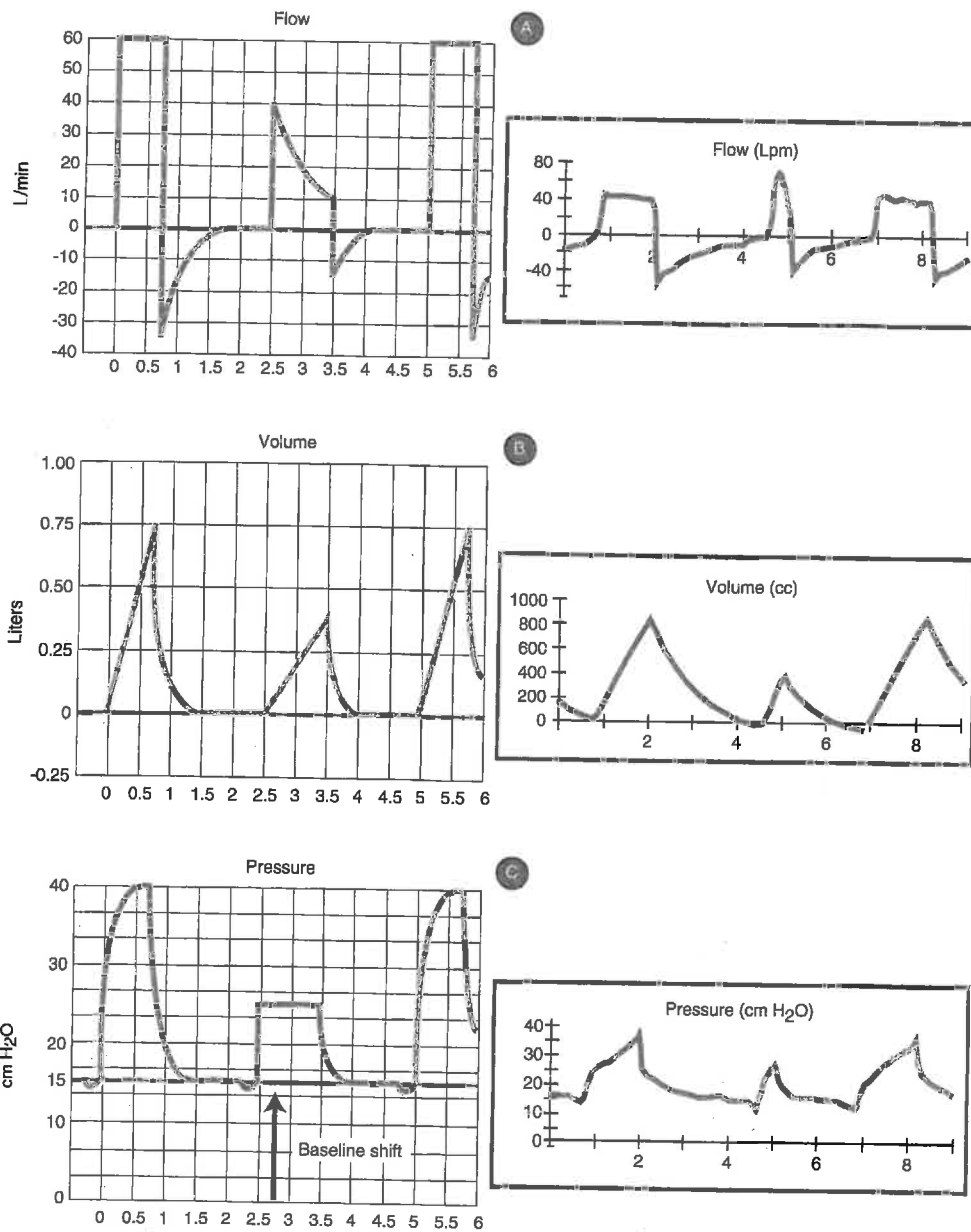 Flow
A
60
50
40
30
20
10
0
-10
-20
-30
-40
L/min
0 0.5 1 1.5 2 2.5 3 3.5 4 4.5 5 5.5 6
Flow (Lpm)
80
40
0
-40
2 4 6 8
Volume
B
1.00
0.75
0.50
0.25
0
-0.25
Liters
0 0.5 1 1.5 2 2.5 3 3.5 4 4.5 5 5.5 6
Volume (cc)
1000
800
600
400
200
0
2 4 6 8
Pressure
C
40
30
20
15
10
0
cm H₂O
Baseline shift
0 0.5 1 1.5 2 2.5 3 3.5 4 4.5 5 5.5 6
Pressure (cm H₂O)
40
30
20
10
0
2 4 6 8